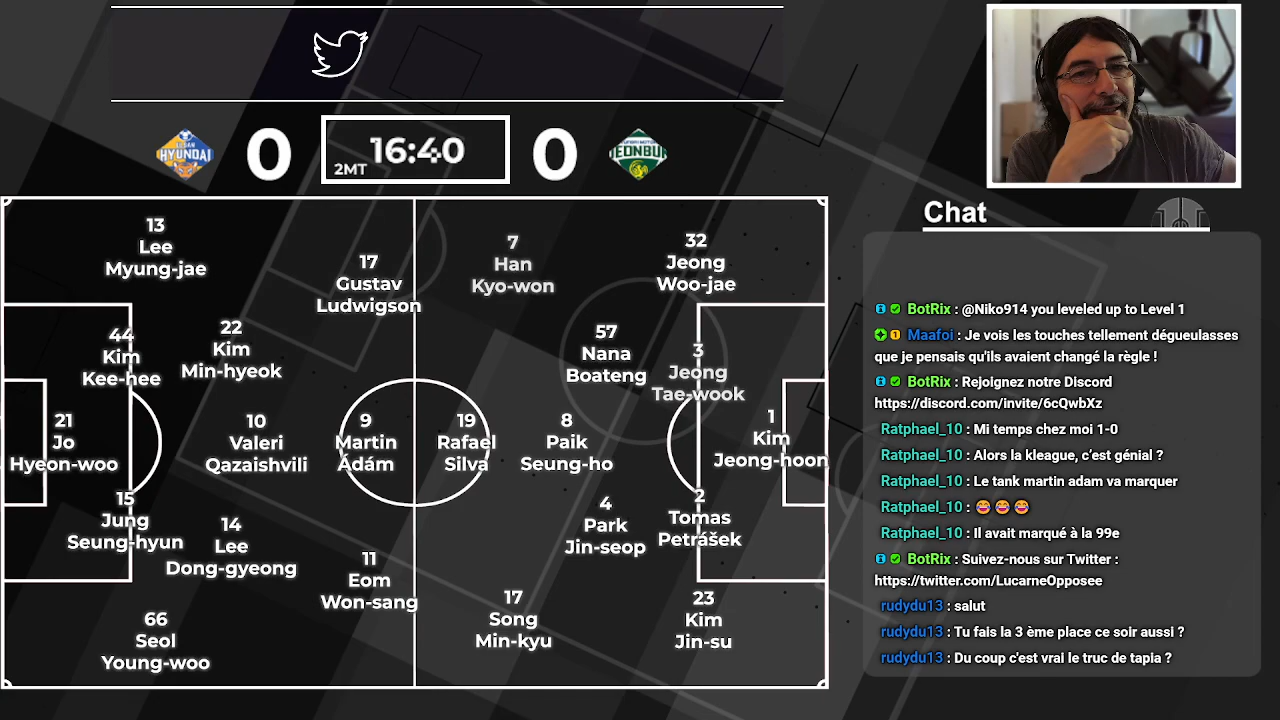 HYUNDAI
0
2MT
16:40
0
13
Lee
Myung-jae
17
Gustav
Ludwigson
7
Han
Kyo-won
32
Jeong
Woo-jae
44
Kim
Kee-hee
22
Kim
Min-hyeok
57
Nana
Boateng
3
Jeong
Tae-wook
21
Jo
Hyeon-woo
10
Valeri
Qazaishvili
9
Martin
Ádám
19
Rafael
Silva
8
Paik
Seung-ho
1
Kim
Jeong-hoon
15
Jung
Seung-hyun
14
Lee
Dong-gyeong
4
Park
Jin-seop
2
Tomas
Petrášek
11
Eom
Won-sang
66
Seol
Young-woo
17
Song
Min-kyu
23
Kim
Jin-su
Chat
BotRix : @Niko914 you leveled up to Level 1
1 Maafoi : Je vois les touches tellement dégueulasses
que je pensais qu'ils avaient changé la règle !
BotRix : Rejoignez notre Discord
https://discord.com/invite/6cQwbXz
Ratphael_10 : Mi temps chez moi 1-0
Ratphael_10 : Alors la kleague, c'est génial ?
Ratphael_10 : Le tank martin adam va marquer
Ratphael_10 : 😂 😂 😂
Ratphael_10 : Il avait marqué à la 99e
BotRix : Suivez-nous sur Twitter :
https://twitter.com/LucarneOpposee
rudydu13 : salut
rudydu13 : Tu fais la 3 ème place ce soir aussi ?
rudydu13 : Du coup c'est vrai le truc de tapia ?